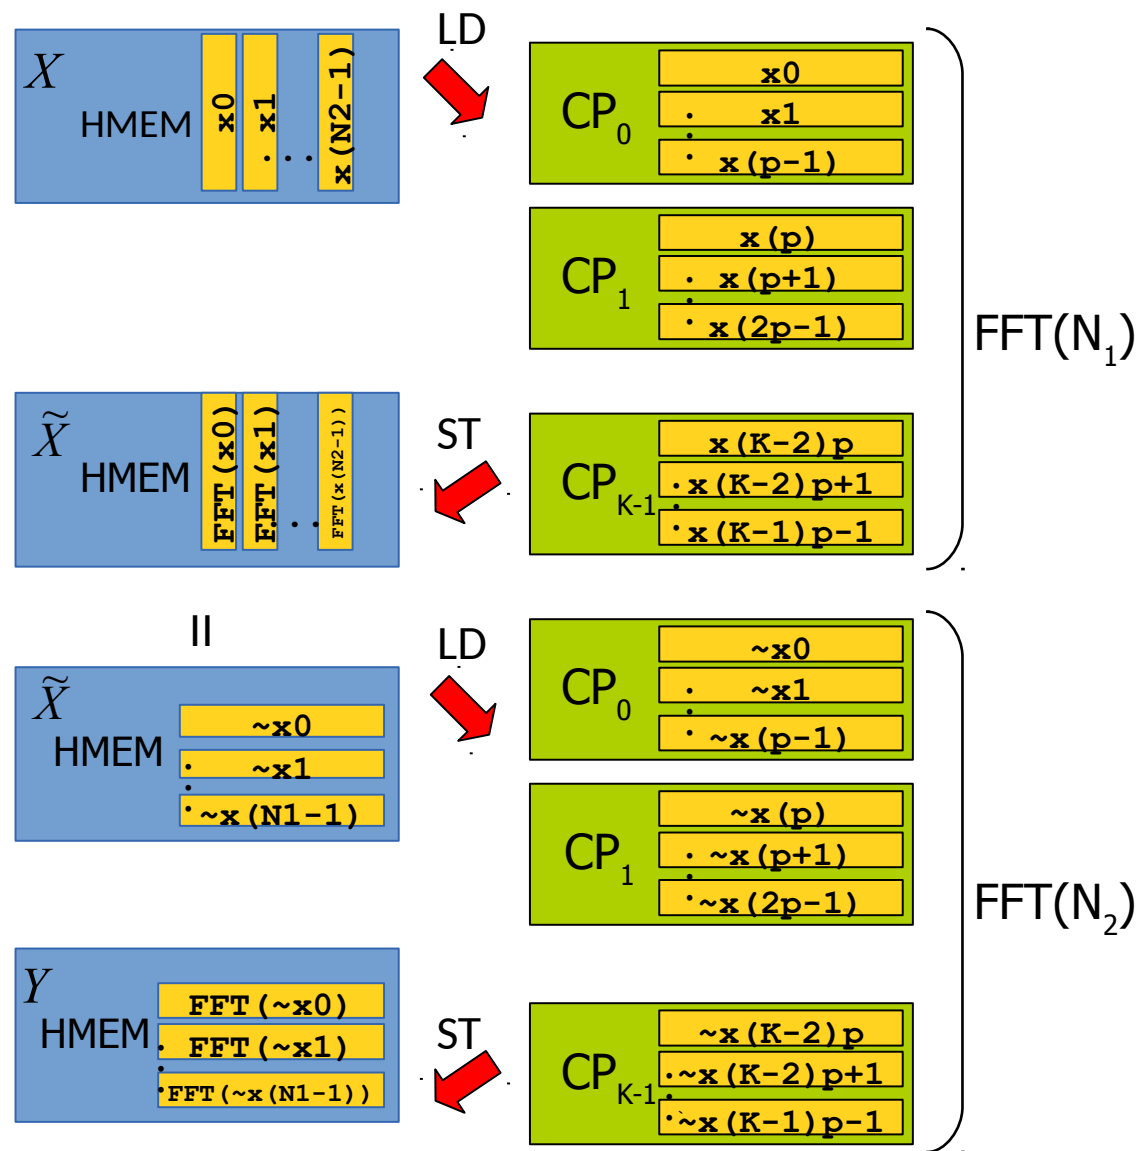 X
HMEM
x0
x1
...
x(N2-1)
LD
CP0
x0
x1
x(p-1)
CP1
x(p)
x(p+1)
x(2p-1)
FFT(N1)
X̃
HMEM
FFT(x0)
FFT(x1)
...
FFT(x(N2-1))
ST
CPK-1
x(K-2)p
x(K-2)p+1
x(K-1)p-1
=
X̃
HMEM
~x0
~x1
~x(N1-1)
LD
CP0
~x0
~x1
~x(p-1)
CP1
~x(p)
~x(p+1)
~x(2p-1)
FFT(N2)
Y
HMEM
FFT(~x0)
FFT(~x1)
FFT(~x(N1-1))
ST
CPK-1
~x(K-2)p
~x(K-2)p+1
~x(K-1)p-1